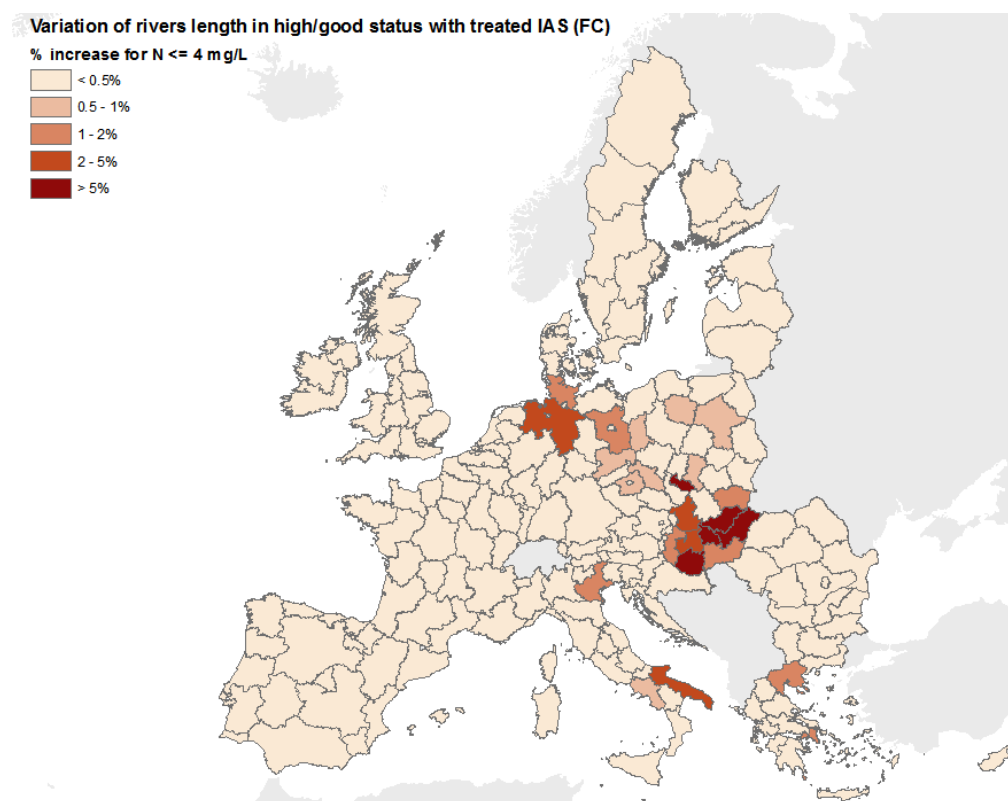 Variation of rivers length in high/good status with treated IAS (FC)
% increase for N <= 4 mg/L
< 0.5%
0.5 - 1%
1 - 2%
2 - 5%
> 5%